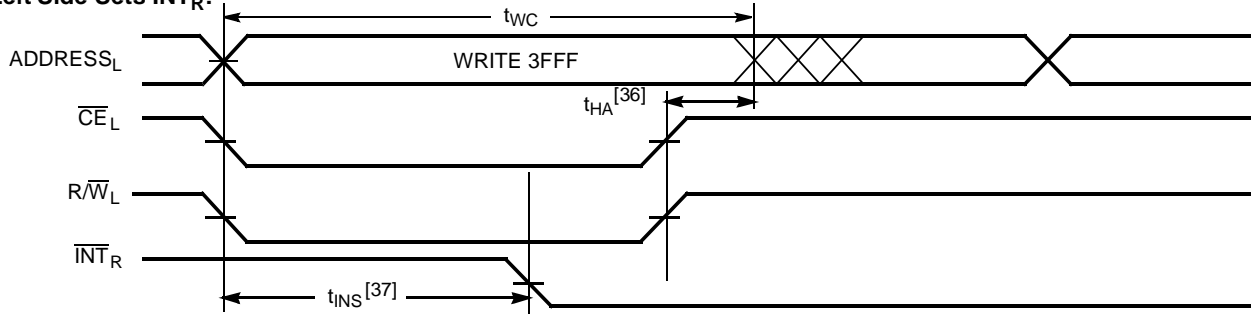 Left Side Sets INTR:
tWC
ADDRESSL
WRITE 3FFF
tHA[36]
CEL
R/WL
INTR
tINS[37]